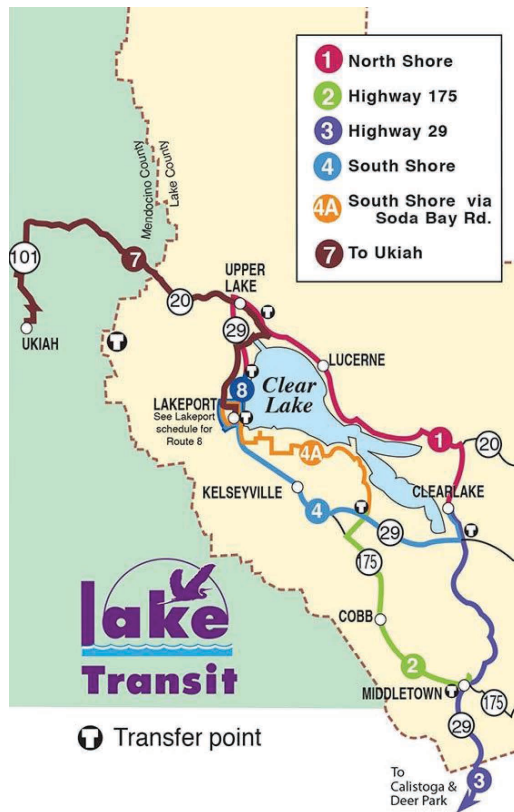 1 North Shore
2 Highway 175
3 Highway 29
4 South Shore
4A South Shore via
Soda Bay Rd.
7 To Ukiah
Mendocino County
Lake County
101
7
20
UKIAH
UPPER
LAKE
29
T
LUCERNE
T
T
8
Clear
Lake
LAKEPORT
See Lakeport
schedule for
Route 8
T
4A
1
20
KELSEYVILLE
CLEARLAKE
4
T
29
T
175
COBB
2
MIDDLETOWN
T
175
29
lake
Transit
T Transfer point
3
To
Calistoga &
Deer Park